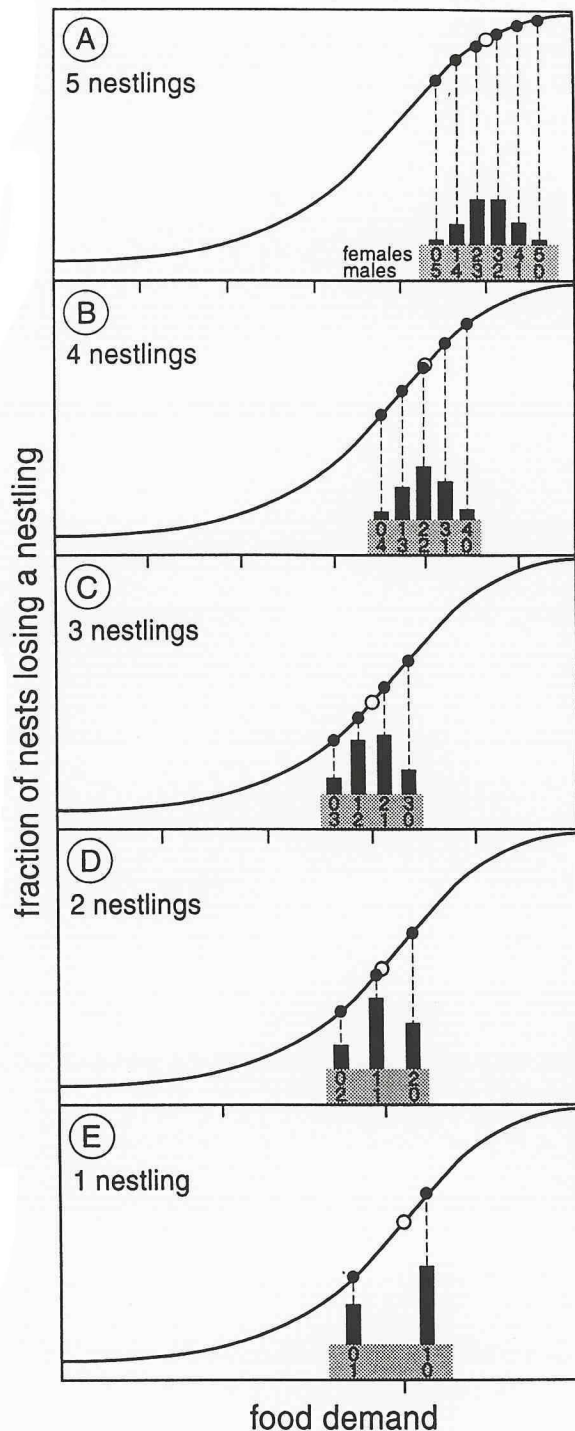 fraction of nests losing a nestling
A
5 nestlings
females 0 1 2 3 4 5
males 5 4 3 2 1 0
B
4 nestlings
0 1 2 3 4
4 3 2 1 0
C
3 nestlings
0 1 2 3
3 2 1 0
D
2 nestlings
0 1 2
2 1 0
E
1 nestling
0 1
1 0
food demand